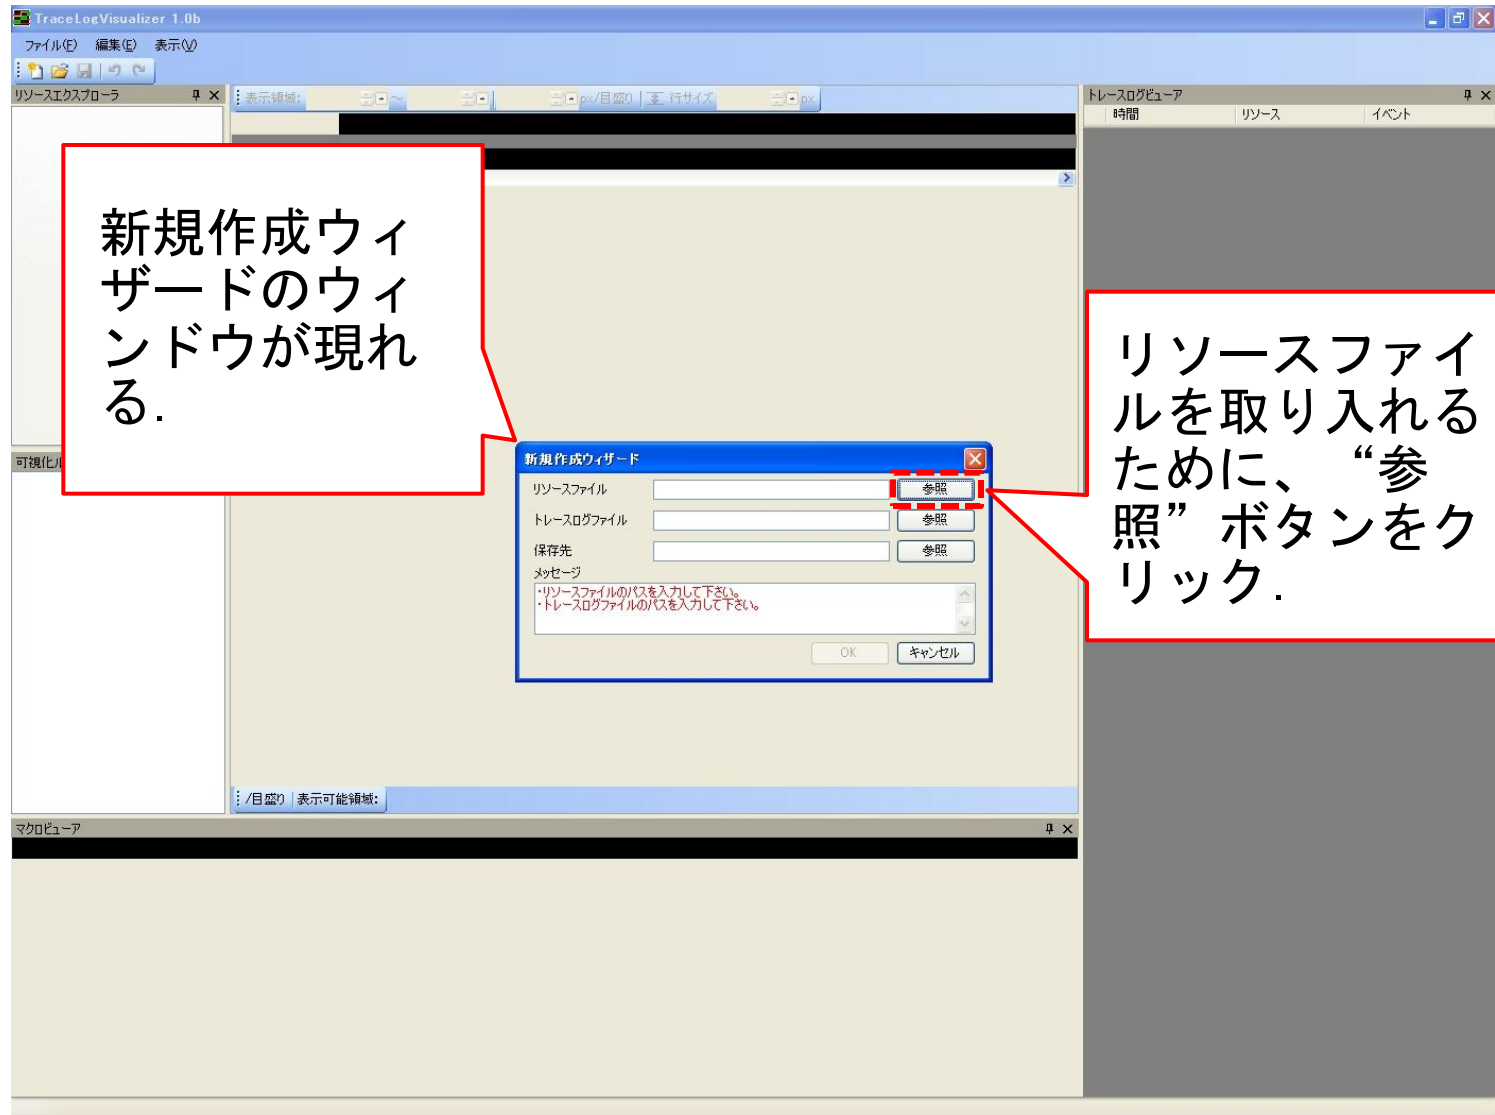 TraceLogVisualizer 1.0b
ファイル(F) 編集(E) 表示(V)
リソースエクスプローラ
表示領域: ～ px/目盛り 行サイズ px
トレースログビューア
時間 リソース イベント
新規作成ウィ
ザードのウィ
ンドウが現れ
る.
リソースファイ
ルを取り入れる
ために、“参
照”ボタンをク
リック.
可視化ル
新規作成ウィザード
リソースファイル 参照
トレースログファイル 参照
保存先 参照
メッセージ
・リソースファイルのパスを入力して下さい。
・トレースログファイルのパスを入力して下さい。
OK キャンセル
/目盛り 表示可能領域:
マクロビューア